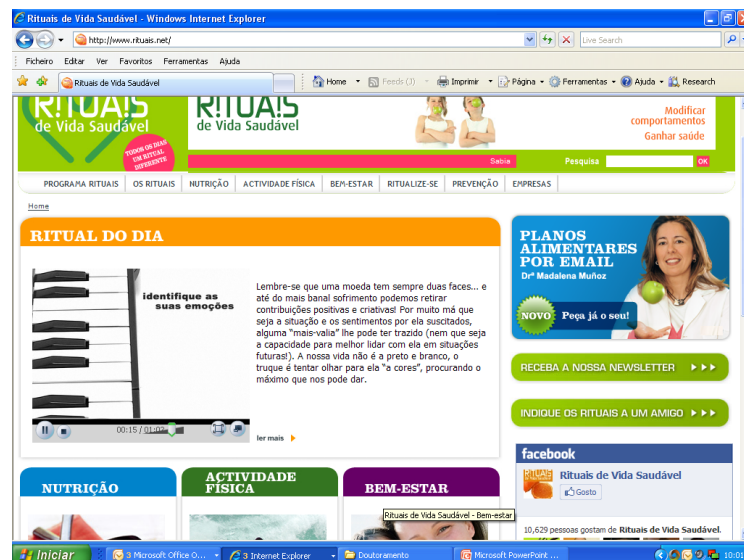 Rituais de Vida Saudável - Windows Internet Explorer
http://www.rituais.net/
Live Search
Ficheiro Editar Ver Favoritos Ferramentas Ajuda
Rituais de Vida Saudável
Home Feeds (J) Imprimir Página Ferramentas Ajuda Research
RITUAIS
de Vida Saudável
RITUAIS
de Vida Saudável
TODOS OS DIAS
UM RITUAL
DIFERENTE
Modificar
comportamentos
Ganhar saúde
Sabia
Pesquisa
OK
PROGRAMA RITUAIS OS RITUAIS NUTRIÇÃO ACTIVIDADE FÍSICA BEM-ESTAR RITUALIZE-SE PREVENÇÃO EMPRESAS
Home
RITUAL DO DIA
identifique as
suas emoções
00:15 / 01:02
Lembre-se que uma moeda tem sempre duas faces... e
até do mais banal sofrimento podemos retirar
contribuições positivas e criativas! Por muito má que
seja a situação e os sentimentos por ela suscitados,
alguma "mais-valia" lhe pode ter trazido (nem que seja
a capacidade para melhor lidar com ela em situações
futuras!). A nossa vida não é a preto e branco, o
truque é tentar olhar para ela "a cores", procurando o
máximo que nos pode dar.
ler mais
PLANOS
ALIMENTARES
POR EMAIL
Drª Madalena Muñoz
NOVO
Peça já o seu!
RECEBA A NOSSA NEWSLETTER
INDIQUE OS RITUAIS A UM AMIGO
facebook
RITUAIS
Rituais de Vida Saudável
Gosto
10,629 pessoas gostam de Rituais de Vida Saudável.
NUTRIÇÃO
ACTIVIDADE
FÍSICA
BEM-ESTAR
Rituais de Vida Saudável - Bem-estar
Iniciar
3 Microsoft Office O...
3 Internet Explorer
Doutoramento
Microsoft PowerPoint ...
10:01